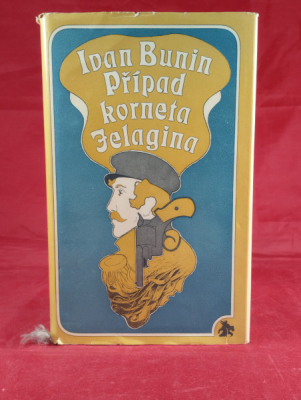 Ivan Bunin
Případ
korneta
Jelagina